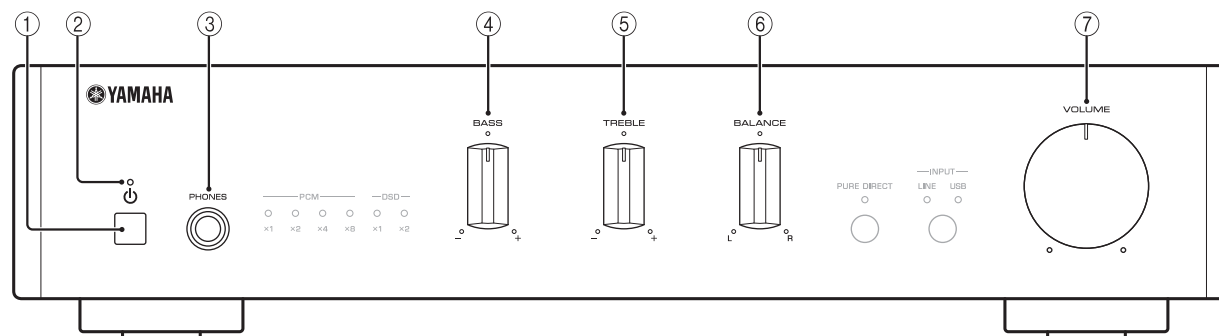 ① ② ③ ④ ⑤ ⑥ ⑦
YAMAHA
VOLUME
BASS TREBLE BALANCE
INPUT
PURE DIRECT LINE USB
PHONES PCM DSD
×1 ×2 ×4 ×8 ×1 ×2
– + – + L R